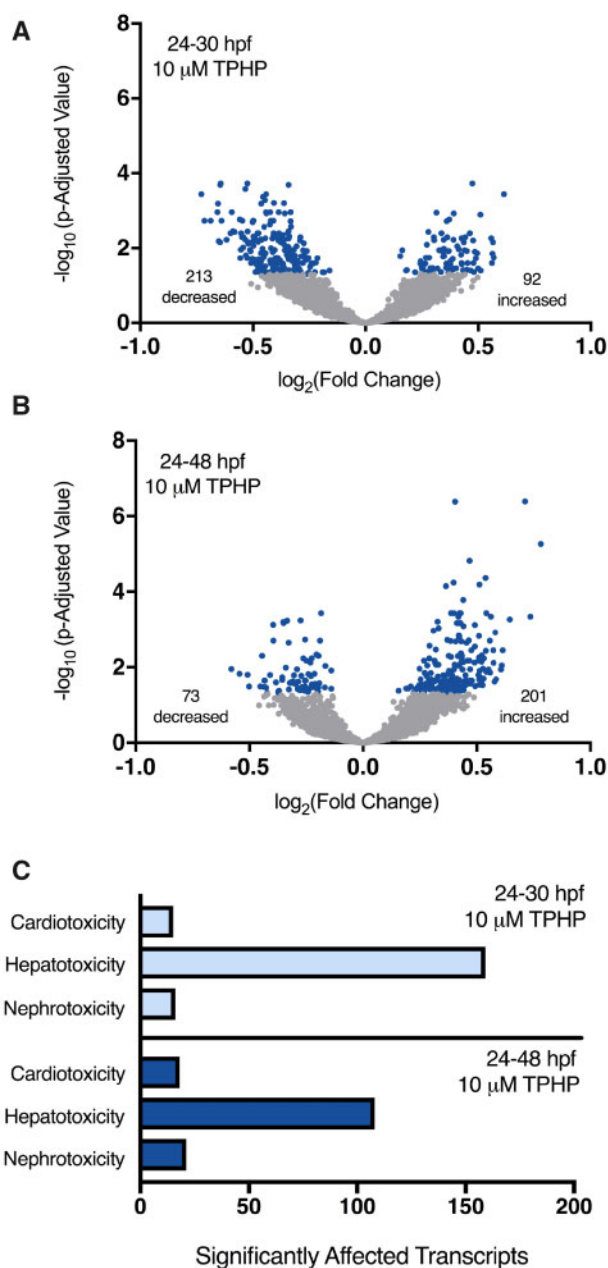 A
24-30 hpf
10 μM TPHP
-log10 (p-Adjusted Value)
8
6
4
2
0
213
decreased
92
increased
-1.0 -0.5 0.0 0.5 1.0
log2(Fold Change)
B
24-48 hpf
10 μM TPHP
-log10 (p-Adjusted Value)
8
6
4
2
0
73
decreased
201
increased
-1.0 -0.5 0.0 0.5 1.0
log2(Fold Change)
C
24-30 hpf
10 μM TPHP
Cardiotoxicity
Hepatotoxicity
Nephrotoxicity
24-48 hpf
10 μM TPHP
Cardiotoxicity
Hepatotoxicity
Nephrotoxicity
0 50 100 150 200
Significantly Affected Transcripts